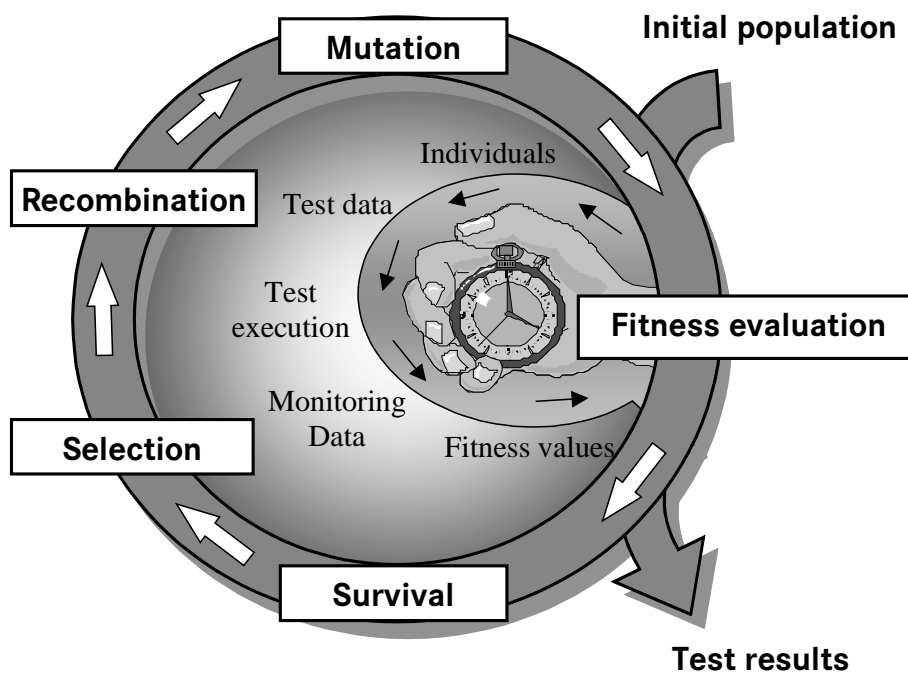 Initial population
Mutation
Individuals
Recombination
Test data
Test
execution
Fitness evaluation
Monitoring
Data
Selection
Fitness values
Survival
Test results